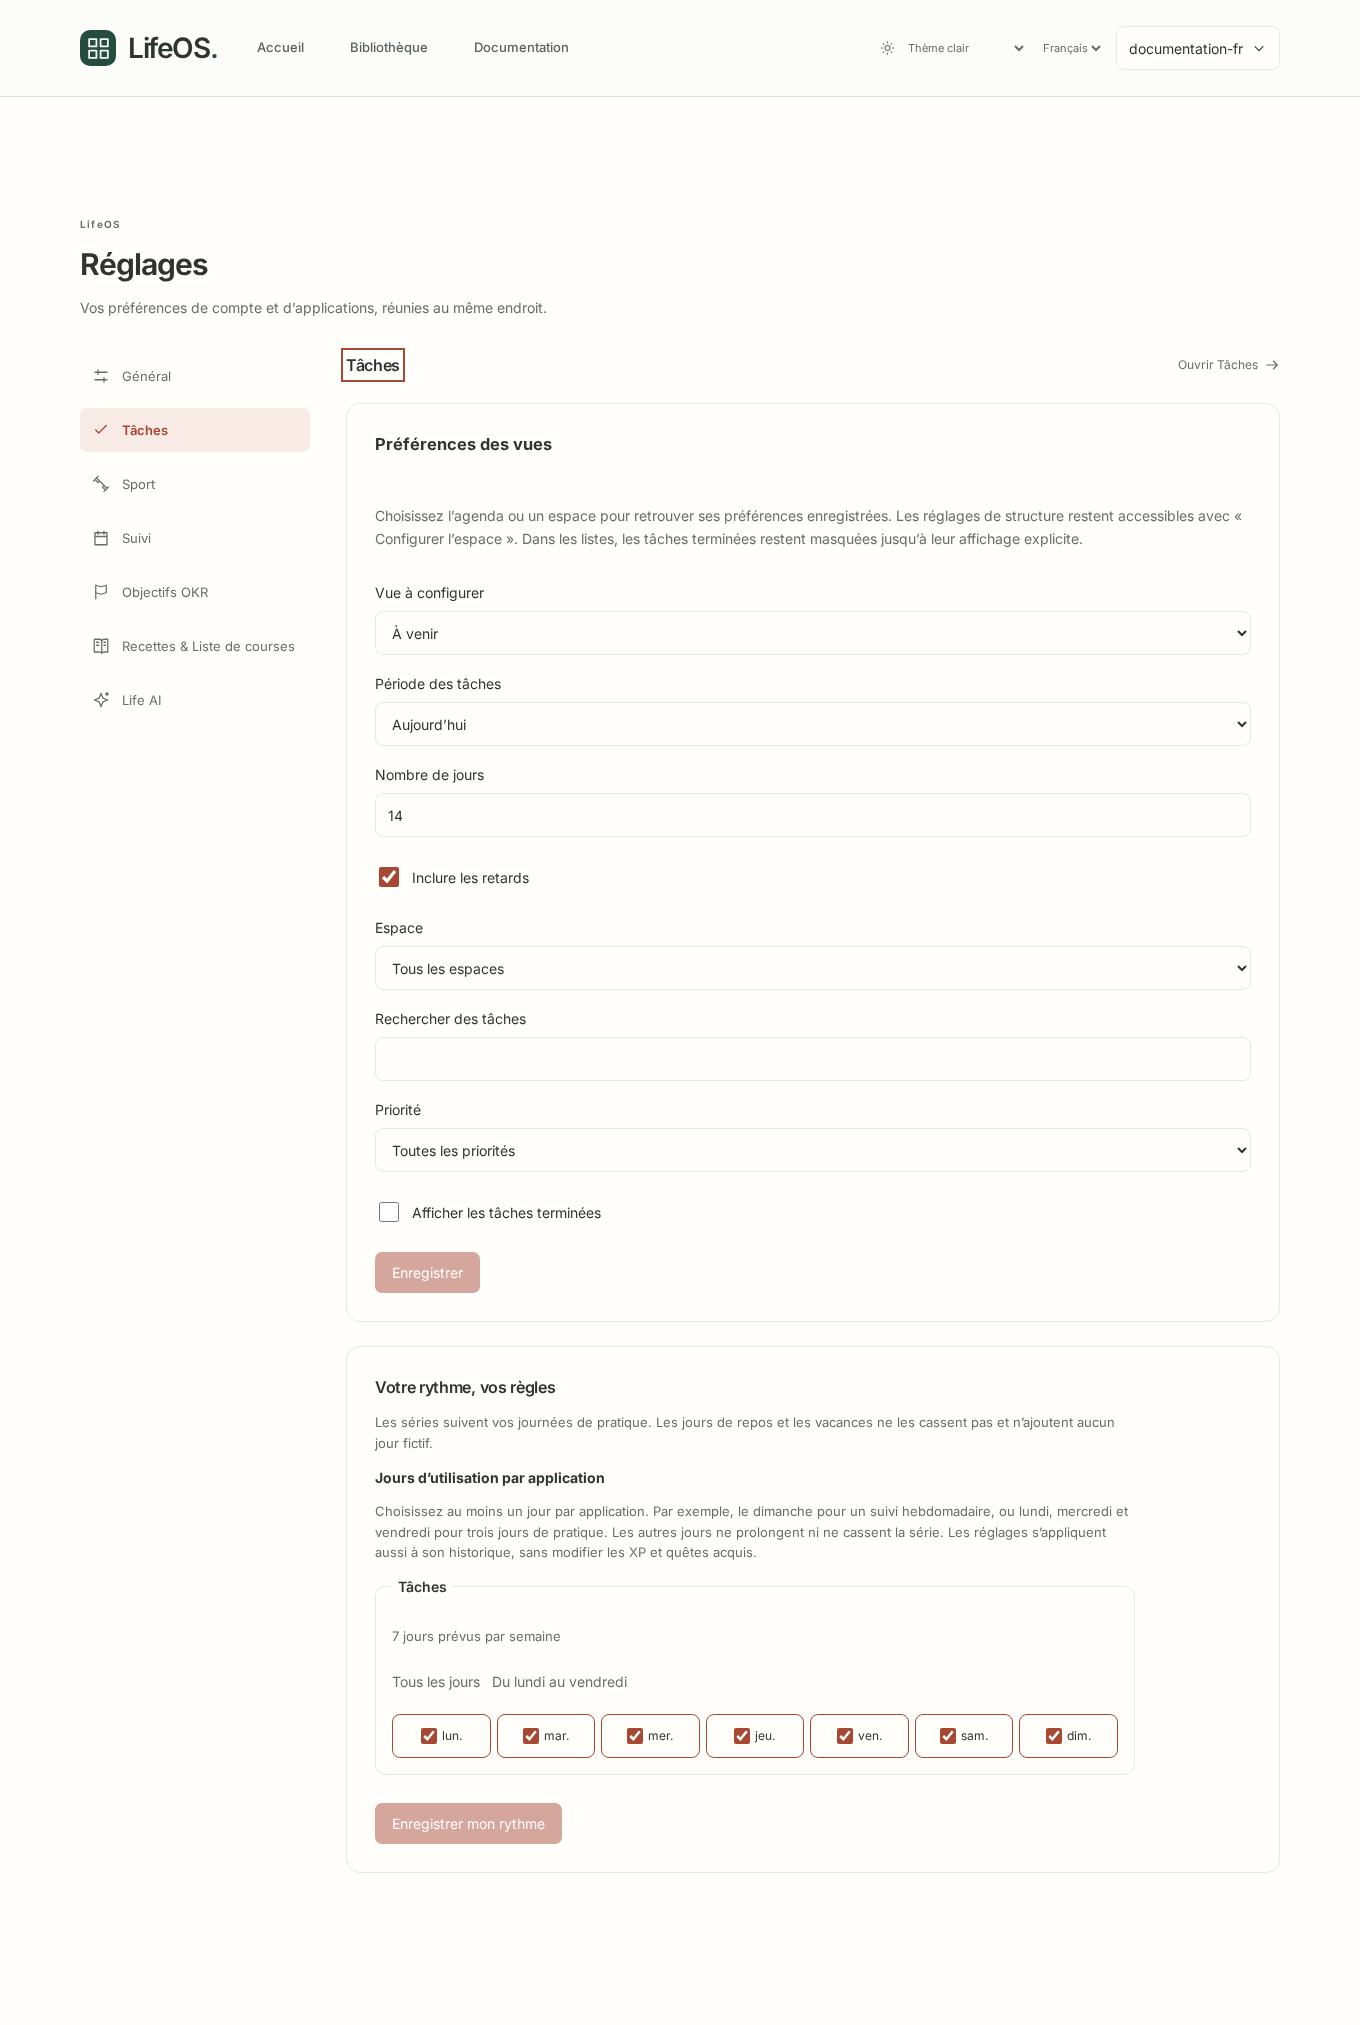 LifeOS.
Accueil
Bibliothèque
Documentation
Thème clair
Français
documentation-fr
LifeOS
Réglages
Vos préférences de compte et d’applications, réunies au même endroit.
Général
Tâches
Sport
Suivi
Objectifs OKR
Recettes & Liste de courses
Life AI
Tâches
Ouvrir Tâches
Préférences des vues
Choisissez l’agenda ou un espace pour retrouver ses préférences enregistrées. Les réglages de structure restent accessibles avec «
Configurer l’espace ». Dans les listes, les tâches terminées restent masquées jusqu’à leur affichage explicite.
Vue à configurer
À venir
Période des tâches
Aujourd’hui
Nombre de jours
14
Inclure les retards
Espace
Tous les espaces
Rechercher des tâches
Priorité
Toutes les priorités
Afficher les tâches terminées
Enregistrer
Votre rythme, vos règles
Les séries suivent vos journées de pratique. Les jours de repos et les vacances ne les cassent pas et n’ajoutent aucun
jour fictif.
Jours d’utilisation par application
Choisissez au moins un jour par application. Par exemple, le dimanche pour un suivi hebdomadaire, ou lundi, mercredi et
vendredi pour trois jours de pratique. Les autres jours ne prolongent ni ne cassent la série. Les réglages s’appliquent
aussi à son historique, sans modifier les XP et quêtes acquis.
Tâches
7 jours prévus par semaine
Tous les jours Du lundi au vendredi
lun. mar. mer. jeu. ven. sam. dim.
Enregistrer mon rythme